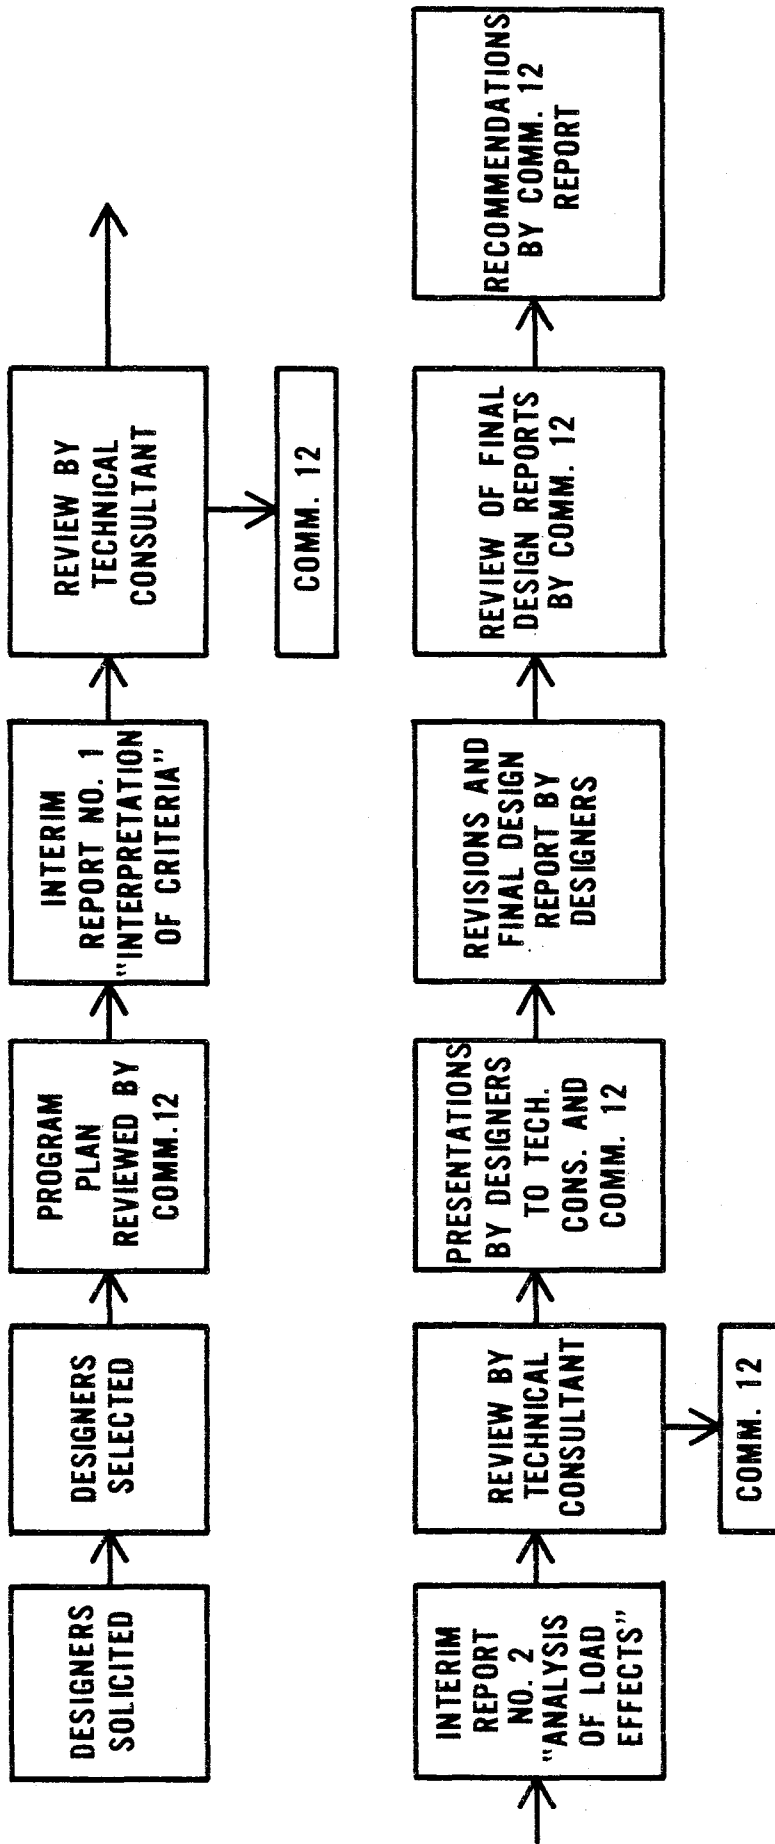 DESIGNERS
SOLICITED
DESIGNERS
SELECTED
PROGRAM
PLAN
REVIEWED BY
COMM.12
INTERIM
REPORT NO. 1
"INTERPRETATION
OF CRITERIA"
REVIEW BY
TECHNICAL
CONSULTANT
COMM. 12
INTERIM
REPORT
NO. 2
"ANALYSIS
OF LOAD
EFFECTS"
REVIEW BY
TECHNICAL
CONSULTANT
COMM. 12
PRESENTATIONS
BY DESIGNERS
TO TECH.
CONS. AND
COMM. 12
REVISIONS AND
FINAL DESIGN
REPORT BY
DESIGNERS
REVIEW OF FINAL
DESIGN REPORTS
BY COMM. 12
RECOMMENDATIONS
BY COMM. 12
REPORT